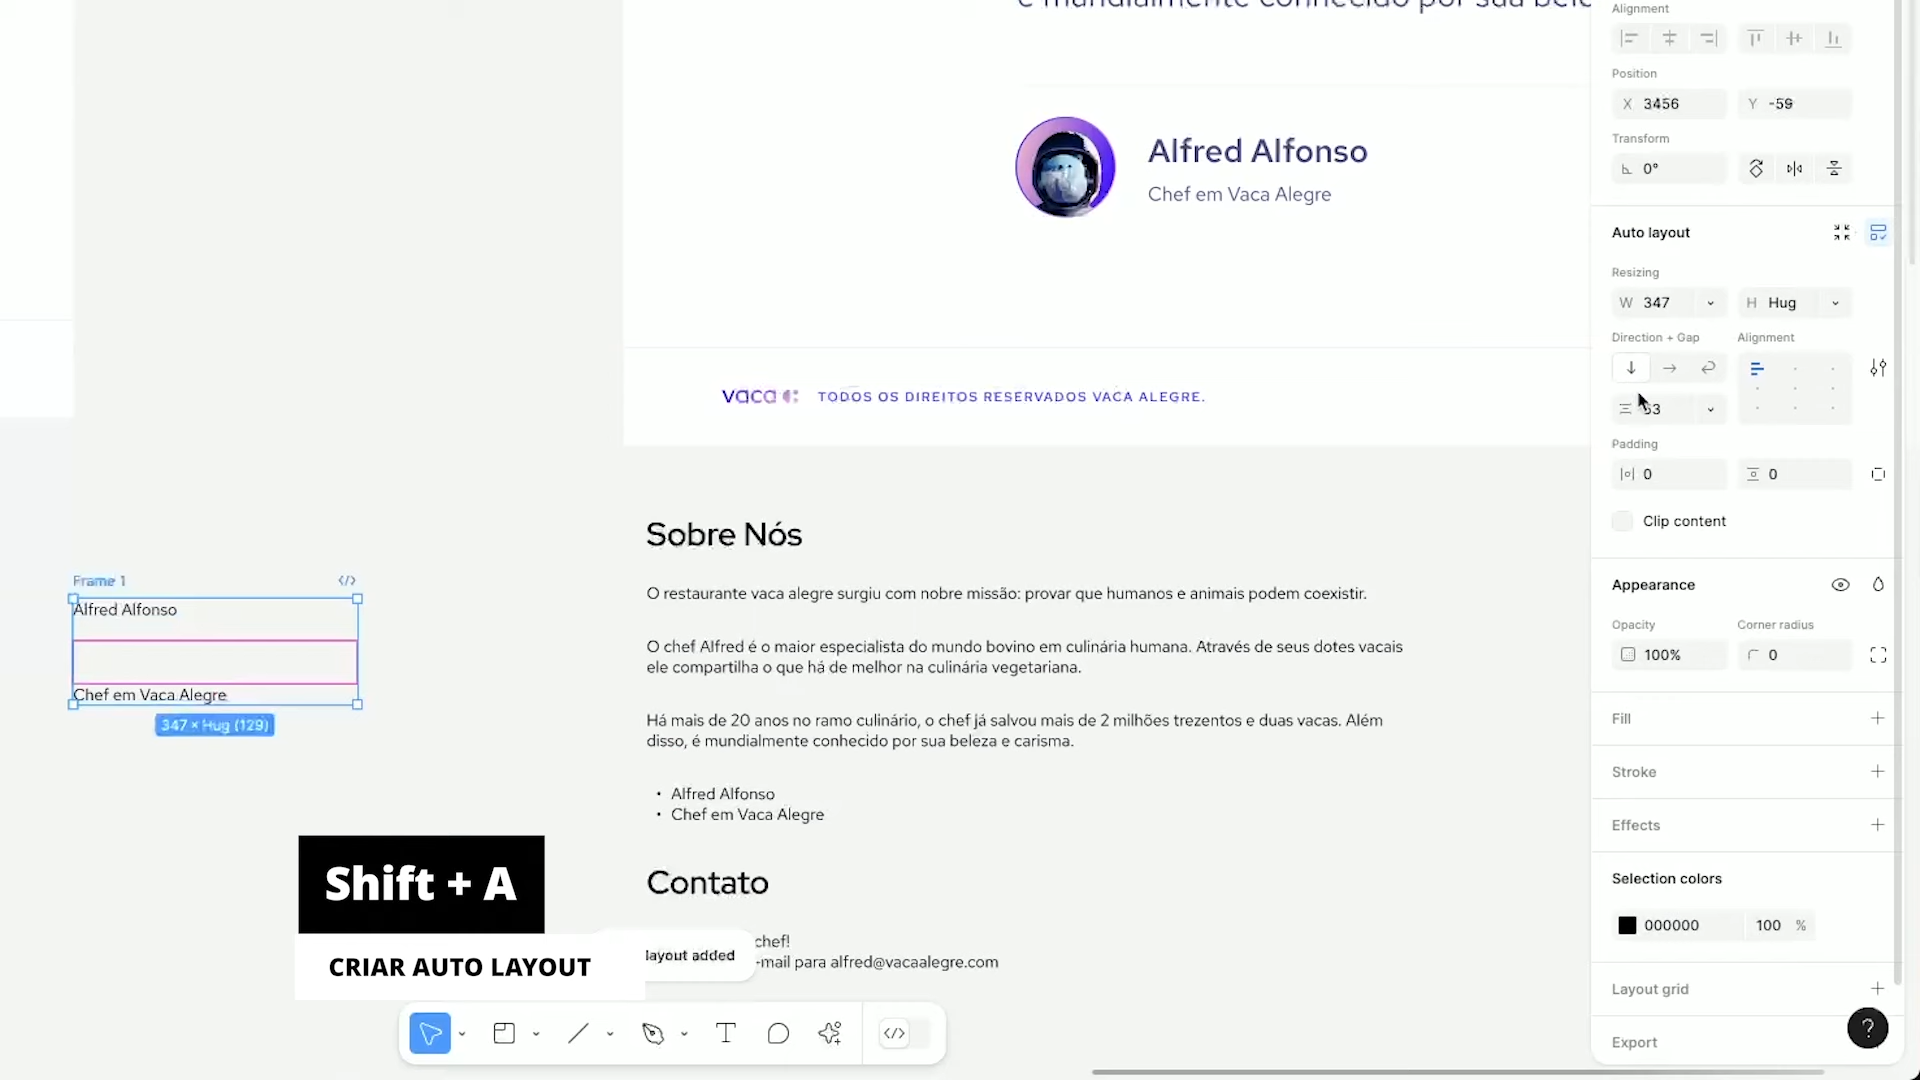 Alfred Alfonso
Chef em Vaca Alegre
vaca
TODOS OS DIREITOS RESERVADOS VACA ALEGRE.
Frame 1
Alfred Alfonso
Chef em Vaca Alegre
347 × Hug (129)
Sobre Nós
O restaurante vaca alegre surgiu com nobre missão: provar que humanos e animais podem coexistir.
O chef Alfred é o maior especialista do mundo bovino em culinária humana. Através de seus dotes vacais
ele compartilha o que há de melhor na culinária vegetariana.
Há mais de 20 anos no ramo culinário, o chef já salvou mais de 2 milhões trezentos e duas vacas. Além
disso, é mundialmente conhecido por sua beleza e carisma.
• Alfred Alfonso
• Chef em Vaca Alegre
Contato
chef!
-mail para alfred@vacaalegre.com
layout added
Shift + A
CRIAR AUTO LAYOUT
Alignment
Position
X 3456
Y -59
Transform
0°
Auto layout
Resizing
W 347
H Hug
Direction + Gap
Alignment
Padding
0
0
Clip content
Appearance
Opacity
Corner radius
100%
0
Fill
Stroke
Effects
Selection colors
000000
100 %
Layout grid
Export
?